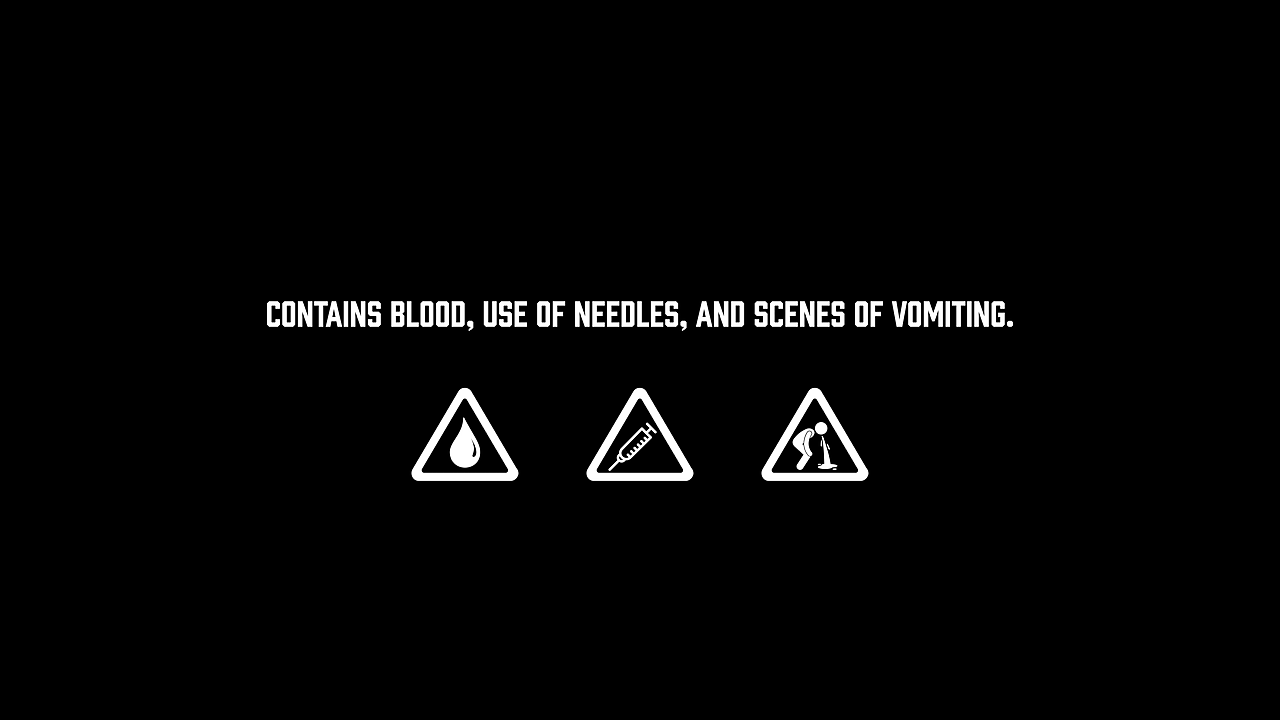 CONTAINS BLOOD, USE OF NEEDLES, AND SCENES OF VOMITING.